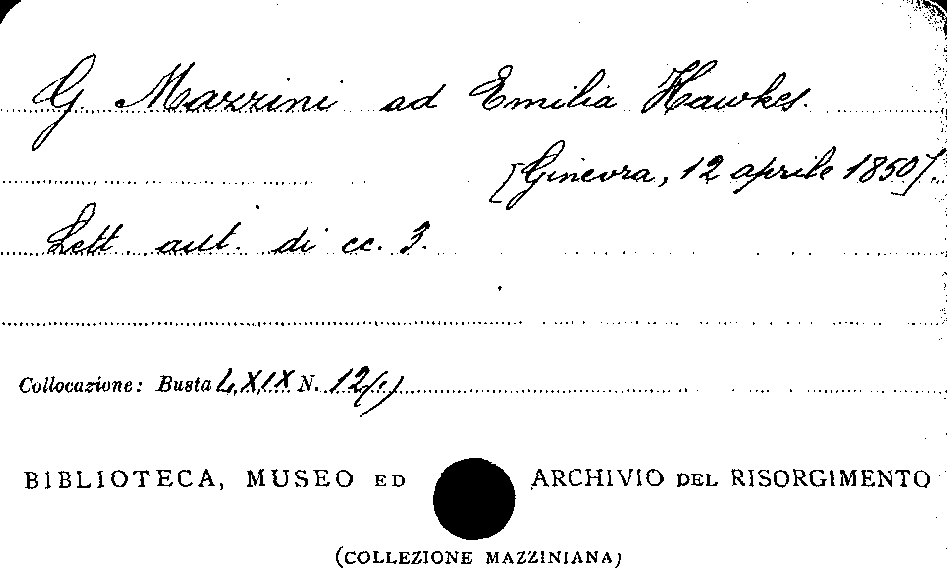 G Mazzini ad Emilia Hawkes.
[Ginevra, 12 aprile 1850].
Lett. aut. di cc. 3.
Collocazione: Busta LXIX N. 12(1)
BIBLIOTECA, MUSEO ED ARCHIVIO DEL RISORGIMENTO
(COLLEZIONE MAZZINIANA)